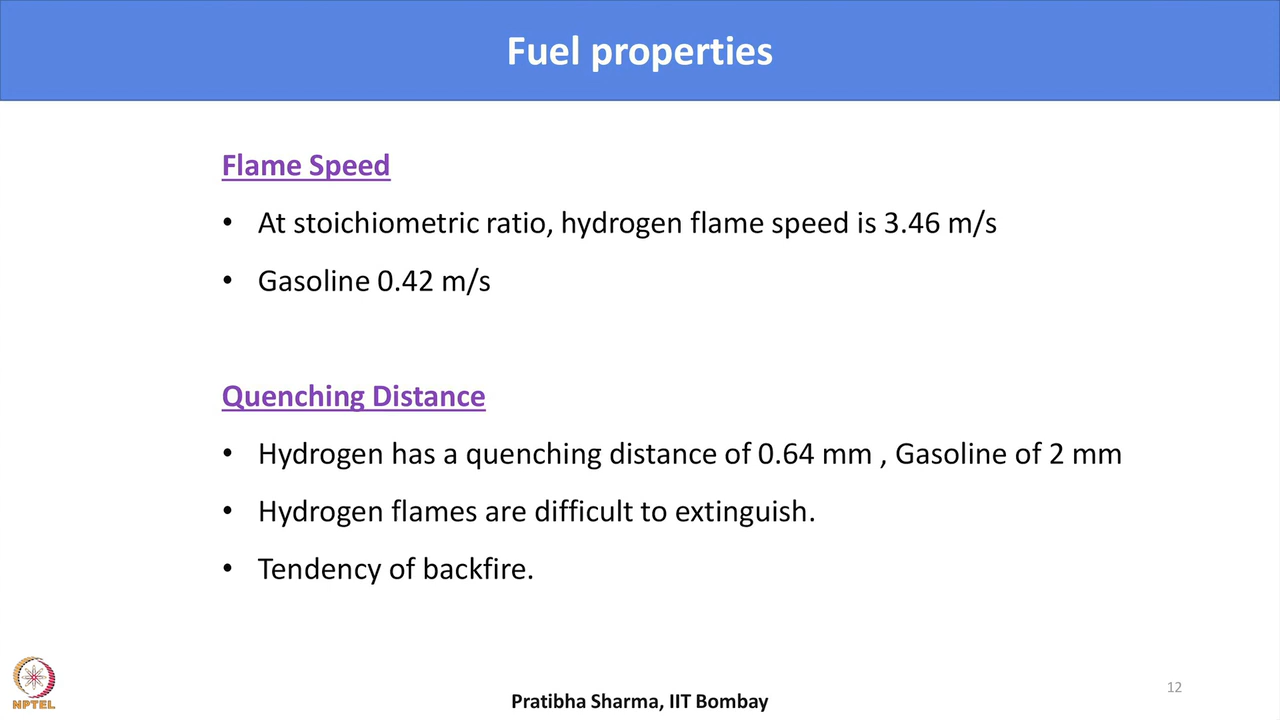 Fuel properties
Flame Speed
• At stoichiometric ratio, hydrogen flame speed is 3.46 m/s
• Gasoline 0.42 m/s
Quenching Distance
• Hydrogen has a quenching distance of 0.64 mm , Gasoline of 2 mm
• Hydrogen flames are difficult to extinguish.
• Tendency of backfire.
NPTEL
Pratibha Sharma, IIT Bombay
12